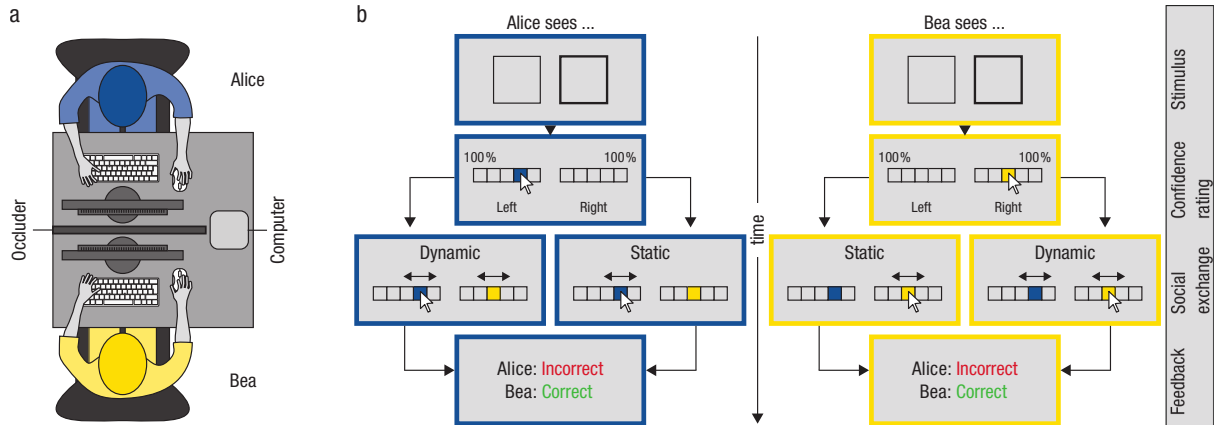 a
Alice
Occluder
Computer
Bea
b
Alice sees ...
Bea sees ...
100%
100%
Left
Right
100%
100%
Left
Right
time
Dynamic
Static
Static
Dynamic
Alice: Incorrect
Bea: Correct
Alice: Incorrect
Bea: Correct
Stimulus
Confidence
rating
Social
exchange
Feedback